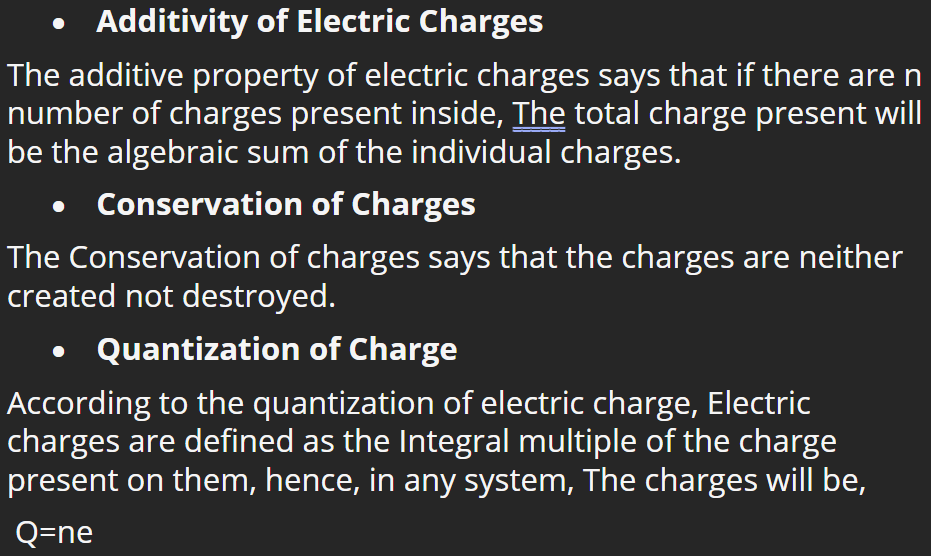 • Additivity of Electric Charges
The additive property of electric charges says that if there are n
number of charges present inside, The total charge present will
be the algebraic sum of the individual charges.
• Conservation of Charges
The Conservation of charges says that the charges are neither
created not destroyed.
• Quantization of Charge
According to the quantization of electric charge, Electric
charges are defined as the Integral multiple of the charge
present on them, hence, in any system, The charges will be,
Q=ne